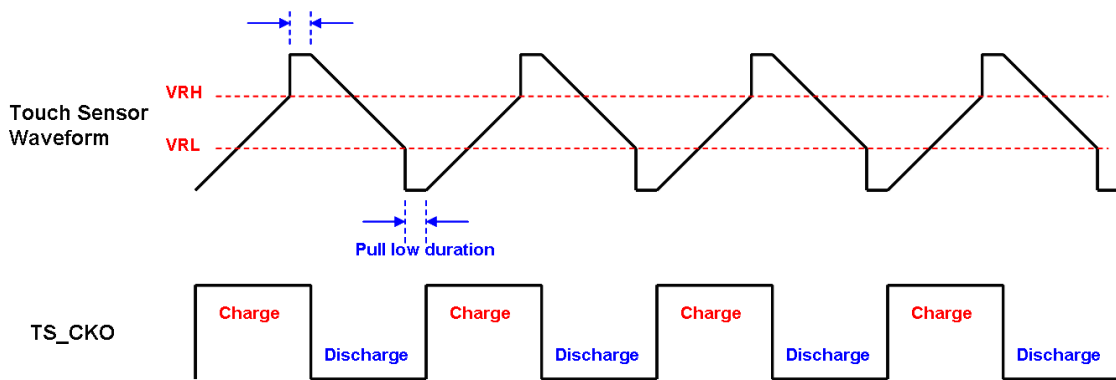 VRH
Touch Sensor
Waveform
VRL
Pull low duration
Charge Charge Charge Charge
TS_CKO
Discharge Discharge Discharge Discharge